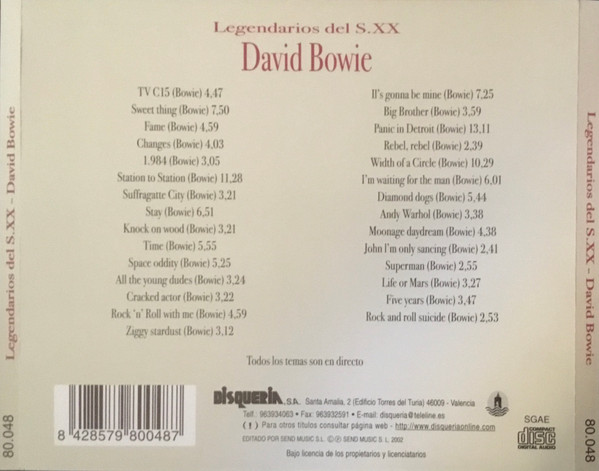 Legendarios del S.XX
David Bowie
TV C15 (Bowie) 4,47
Sweet thing (Bowie) 7,50
Fame (Bowie) 4,59
Changes (Bowie) 4,03
1.984 (Bowie) 3,05
Station to Station (Bowie) 11,28
Suffragatte City (Bowie) 3,21
Stay (Bowie) 6,51
Knock on wood (Bowie) 3,21
Time (Bowie) 5,55
Space oddity (Bowie) 5,25
All the young dudes (Bowie) 3,24
Cracked actor (Bowie) 3,22
Rock 'n' Roll with me (Bowie) 4,59
Ziggy stardust (Bowie) 3,12
Il's gonna be mine (Bowie) 7,25
Big Brother (Bowie) 3,59
Panic in Detroit (Bowie) 13,11
Rebel, rebel (Bowie) 2,39
Width of a Circle (Bowie) 10,29
I'm waiting for the man (Bowie) 6,01
Diamond dogs (Bowie) 5,44
Andy Warhol (Bowie) 3,38
Moonage daydream (Bowie) 4,38
John I'm only sancing (Bowie) 2,41
Superman (Bowie) 2,55
Life or Mars (Bowie) 3,27
Five years (Bowie) 3,47
Rock and roll suicide (Bowie) 2,53
Todos los temas son en directo
8 428579 800487
DISQUERÍA, S.A. Santa Amalia, 2 (Edificio Torres del Turia) 46009 - Valencia
Telf.: 963934063 • Fax: 963932591 • E-mail: disqueria@teleline.es
( ! ) Para otros títulos consultar página web - http://www.disqueriaonline.com
EDITADO POR SEND MUSIC S.L. © ℗ SEND MUSIC S. L. 2002
Bajo licencia de los propietarios y licenciatarios
SGAE
COMPACT
disc
DIGITAL AUDIO
Legendarios del S.XX - David Bowie
80.048
Legendarios del S.XX - David Bowie
80.048